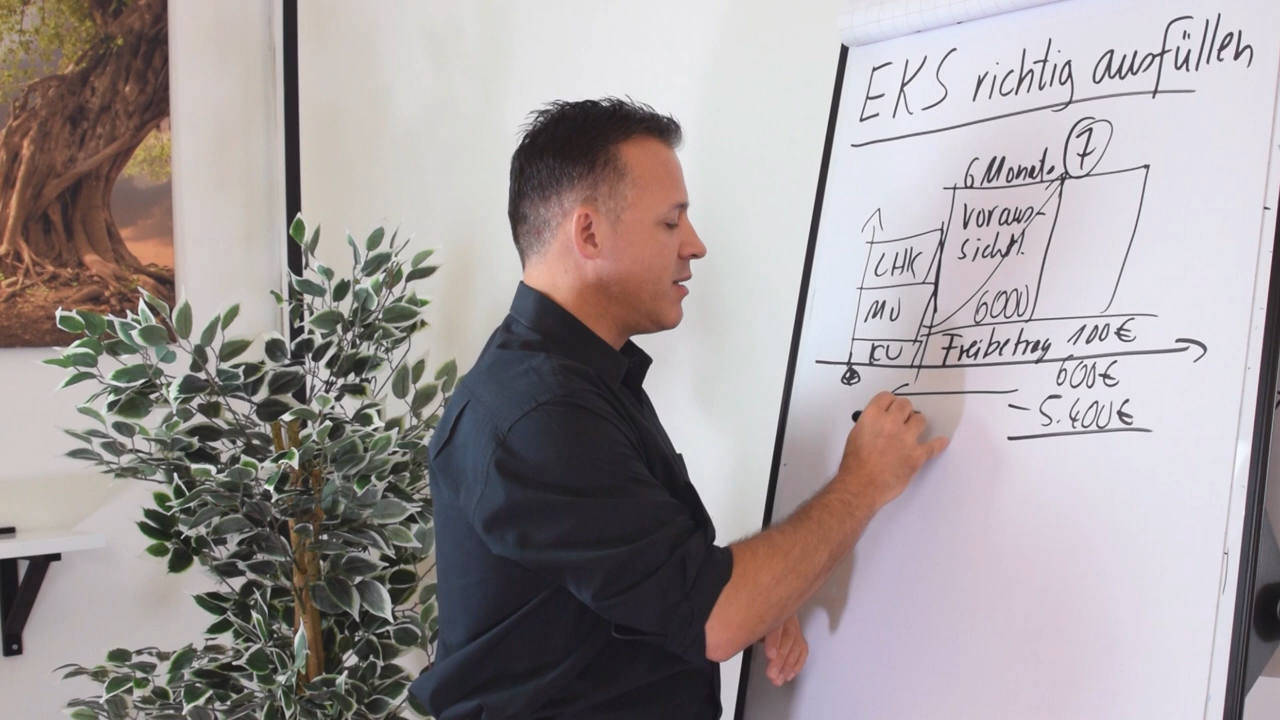 EKS richtig ausfüllen
6 Monate
7
voraus-
sichtl.
CHK
MU
6000
KU
Freibetrag 100€
600€
- 5.400€